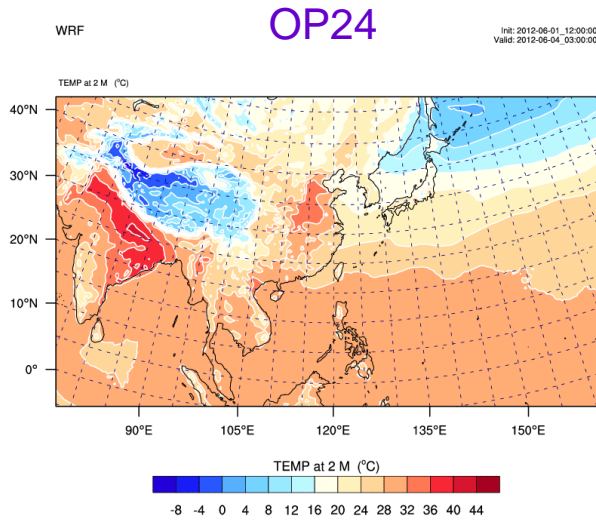 OP24
WRF
Init: 2012-06-01_12:00:00
Valid: 2012-06-04_03:00:00
TEMP at 2 M (°C)
40°N
30°N
20°N
10°N
0°
90°E 105°E 120°E 135°E 150°E
TEMP at 2 M (°C)
-8 -4 0 4 8 12 16 20 24 28 32 36 40 44